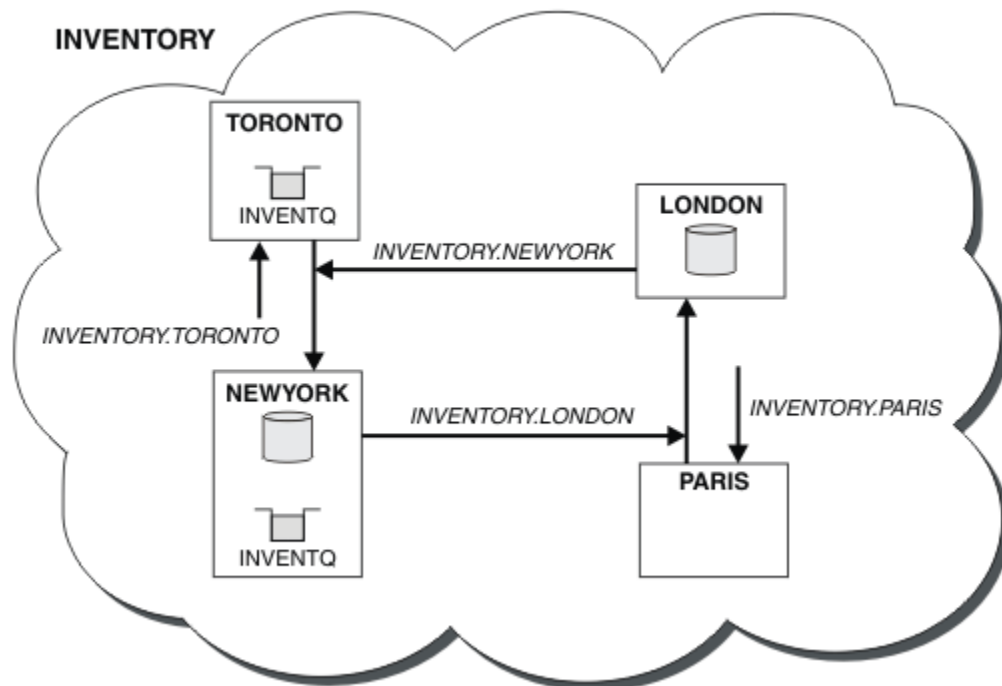 INVENTORY
TORONTO
INVENTQ
LONDON
INVENTORY.NEWYORK
INVENTORY.TORONTO
NEWYORK
INVENTORY.LONDON
INVENTORY.PARIS
PARIS
INVENTQ